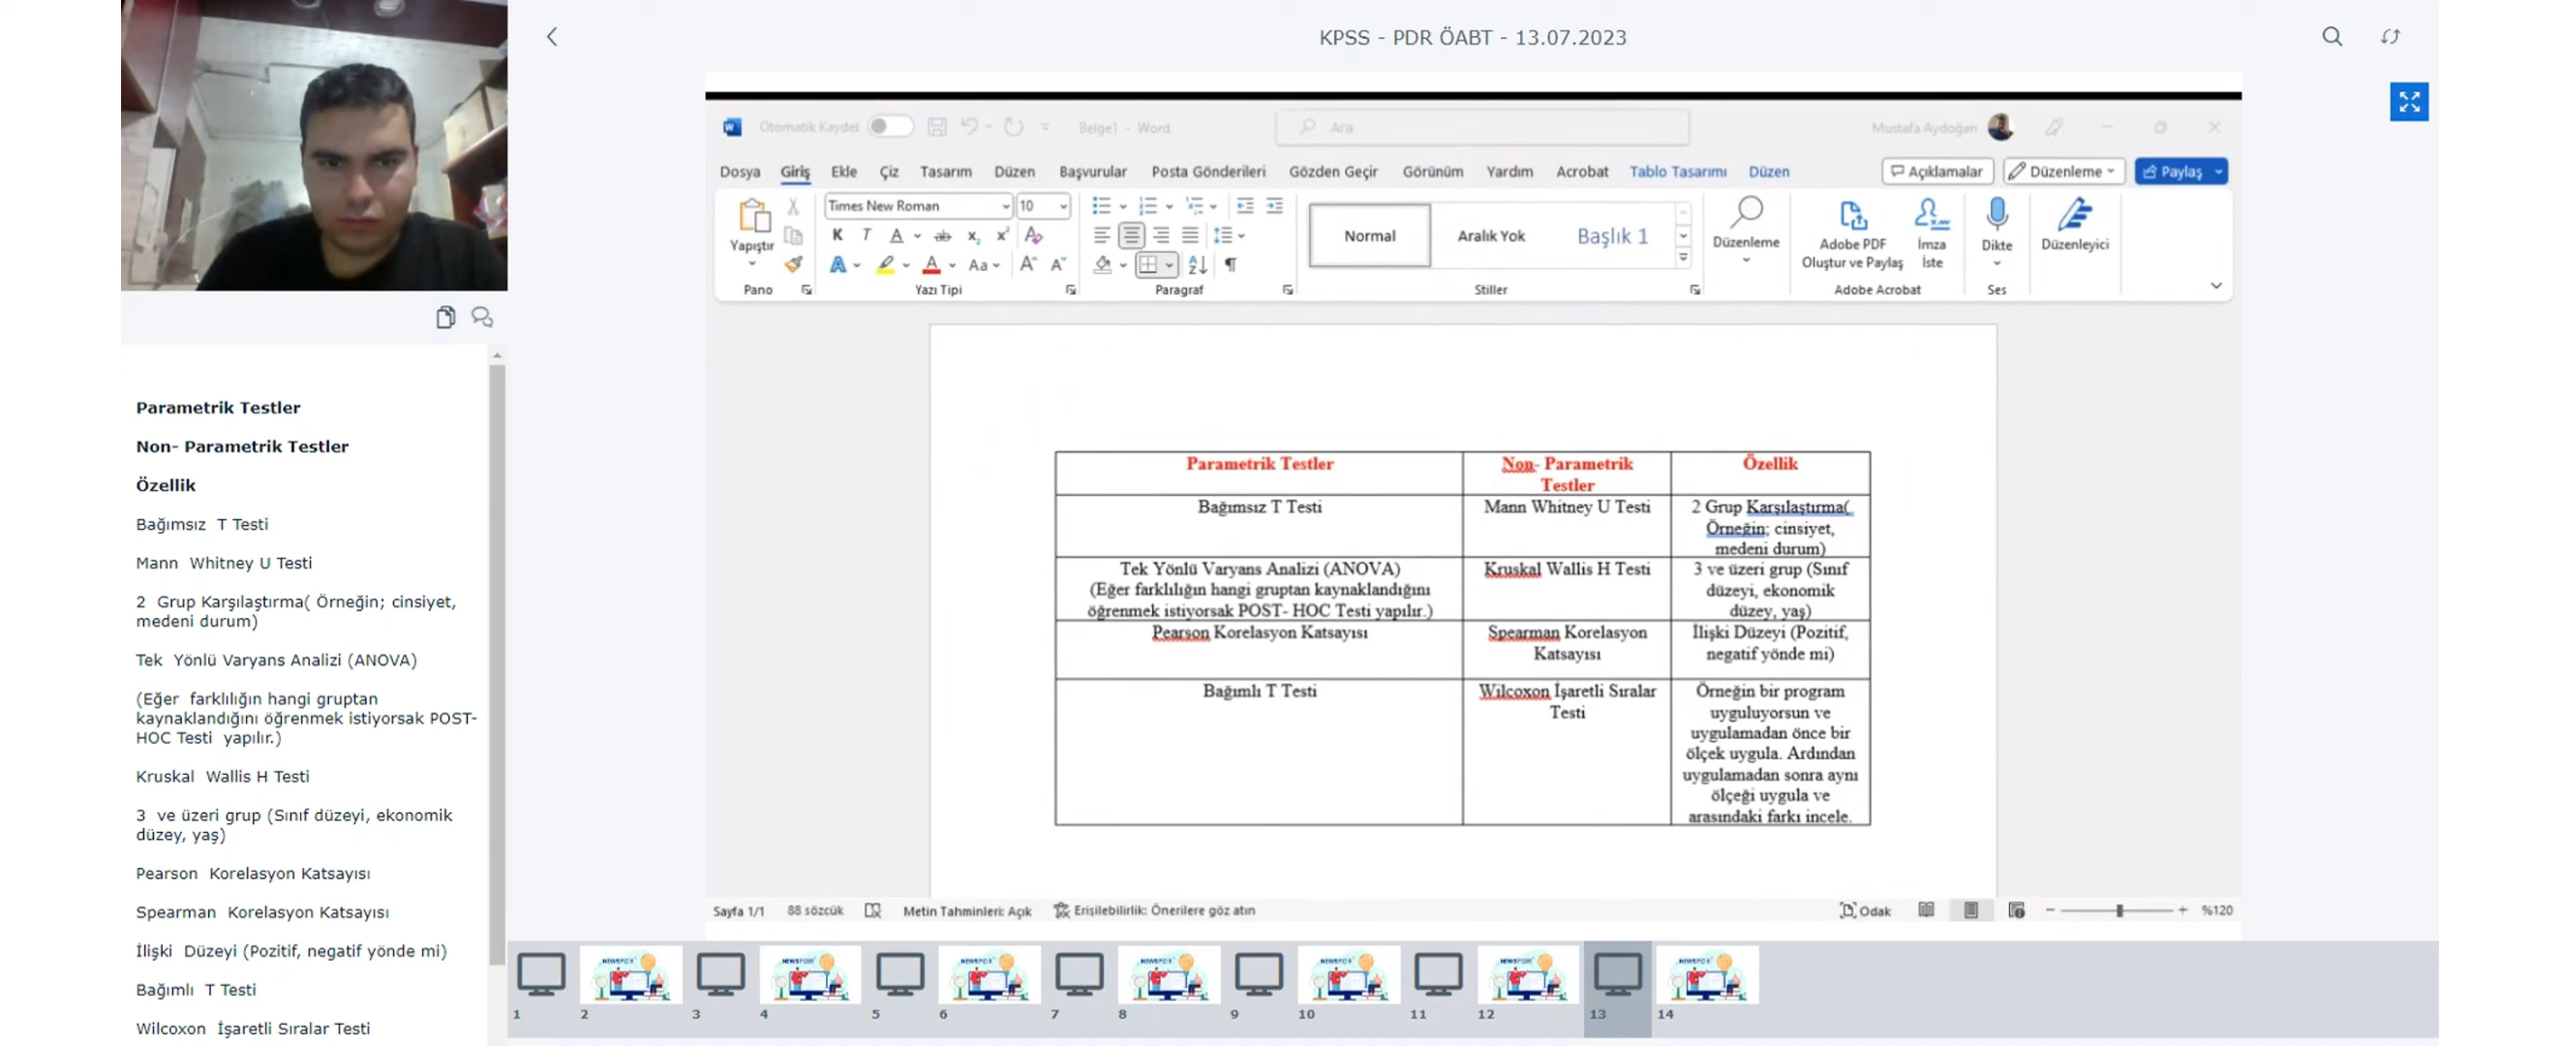 KPSS - PDR ÖABT - 13.07.2023
Parametrik Testler
Non- Parametrik Testler
Özellik
Bağımsız T Testi
Mann Whitney U Testi
2 Grup Karşılaştırma( Örneğin; cinsiyet,
medeni durum)
Tek Yönlü Varyans Analizi (ANOVA)
(Eğer farklılığın hangi gruptan
kaynaklandığını öğrenmek istiyorsak POST-
HOC Testi yapılır.)
Kruskal Wallis H Testi
3 ve üzeri grup (Sınıf düzeyi, ekonomik
düzey, yaş)
Pearson Korelasyon Katsayısı
Spearman Korelasyon Katsayısı
İlişki Düzeyi (Pozitif, negatif yönde mi)
Bağımlı T Testi
Wilcoxon İşaretli Sıralar Testi
Otomatik Kaydet
Belge1 - Word
Ara
Mustafa Aydoğan
Dosya Giriş Ekle Çiz Tasarım Düzen Başvurular Posta Gönderileri Gözden Geçir Görünüm Yardım Acrobat Tablo Tasarımı Düzen
Açıklamalar Düzenleme Paylaş
Times New Roman 10
Yapıştır
K T A ab x₂ x² A
A A Aa A A
Normal
Aralık Yok
Başlık 1
Düzenleme
Adobe PDF
Oluştur ve Paylaş
İmza
İste
Dikte
Düzenleyici
Pano Yazı Tipi Paragraf Stiller Adobe Acrobat Ses
Parametrik Testler
Non- Parametrik
Testler
Özellik
Bağımsız T Testi
Mann Whitney U Testi
2 Grup Karşılaştırma(
Örneğin; cinsiyet,
medeni durum)
Tek Yönlü Varyans Analizi (ANOVA)
(Eğer farklılığın hangi gruptan kaynaklandığını
öğrenmek istiyorsak POST- HOC Testi yapılır.)
Kruskal Wallis H Testi
3 ve üzeri grup (Sınıf
düzeyi, ekonomik
düzey, yaş)
Pearson Korelasyon Katsayısı
Spearman Korelasyon
Katsayısı
İlişki Düzeyi (Pozitif,
negatif yönde mi)
Bağımlı T Testi
Wilcoxon İşaretli Sıralar
Testi
Örneğin bir program
uyguluyorsun ve
uygulamadan önce bir
ölçek uygula. Ardından
uygulamadan sonra aynı
ölçeği uygula ve
arasındaki farkı incele.
Sayfa 1/1 88 sözcük Metin Tahminleri: Açık Erişilebilirlik: Önerilere göz atın
Odak %120
1 2 3 4 5 6 7 8 9 10 11 12 13 14